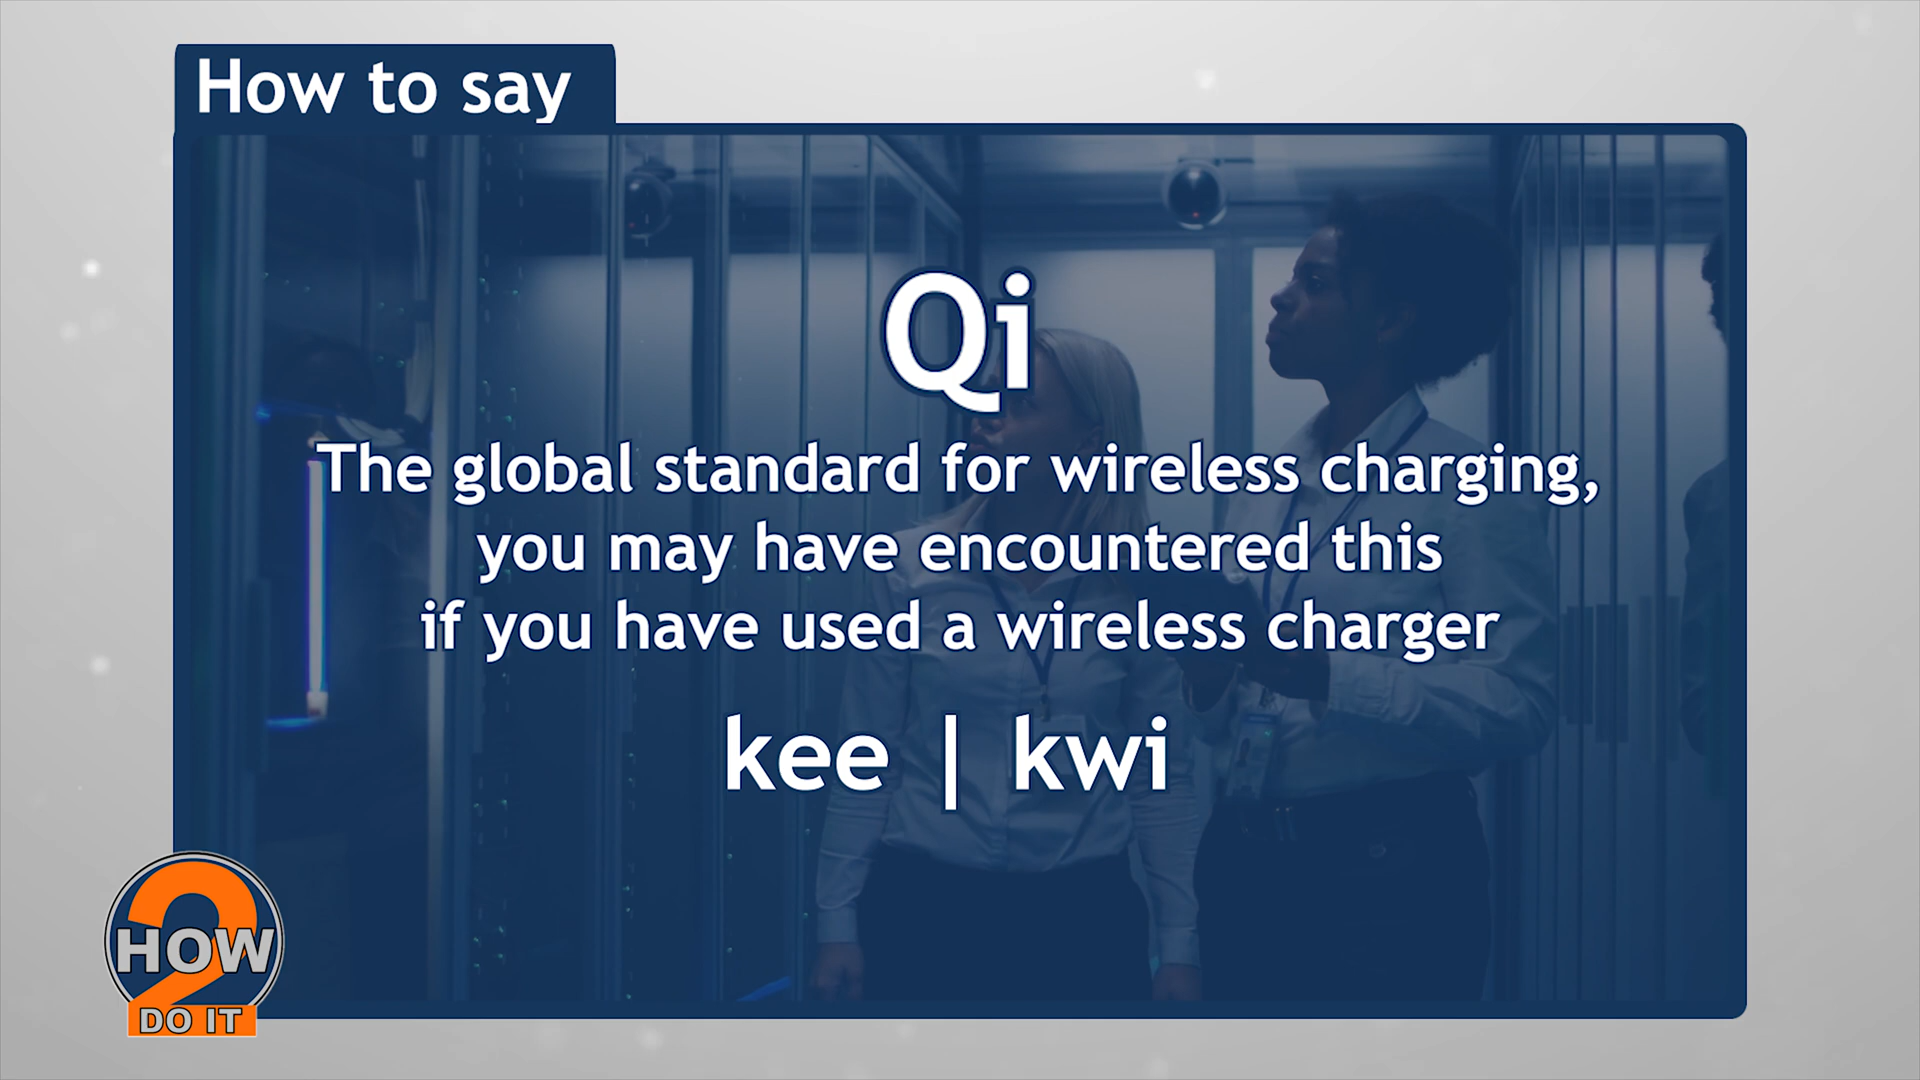 How to say
Qi
The global standard for wireless charging,
you may have encountered this
if you have used a wireless charger
kee | kwi
2
HOW
DO IT